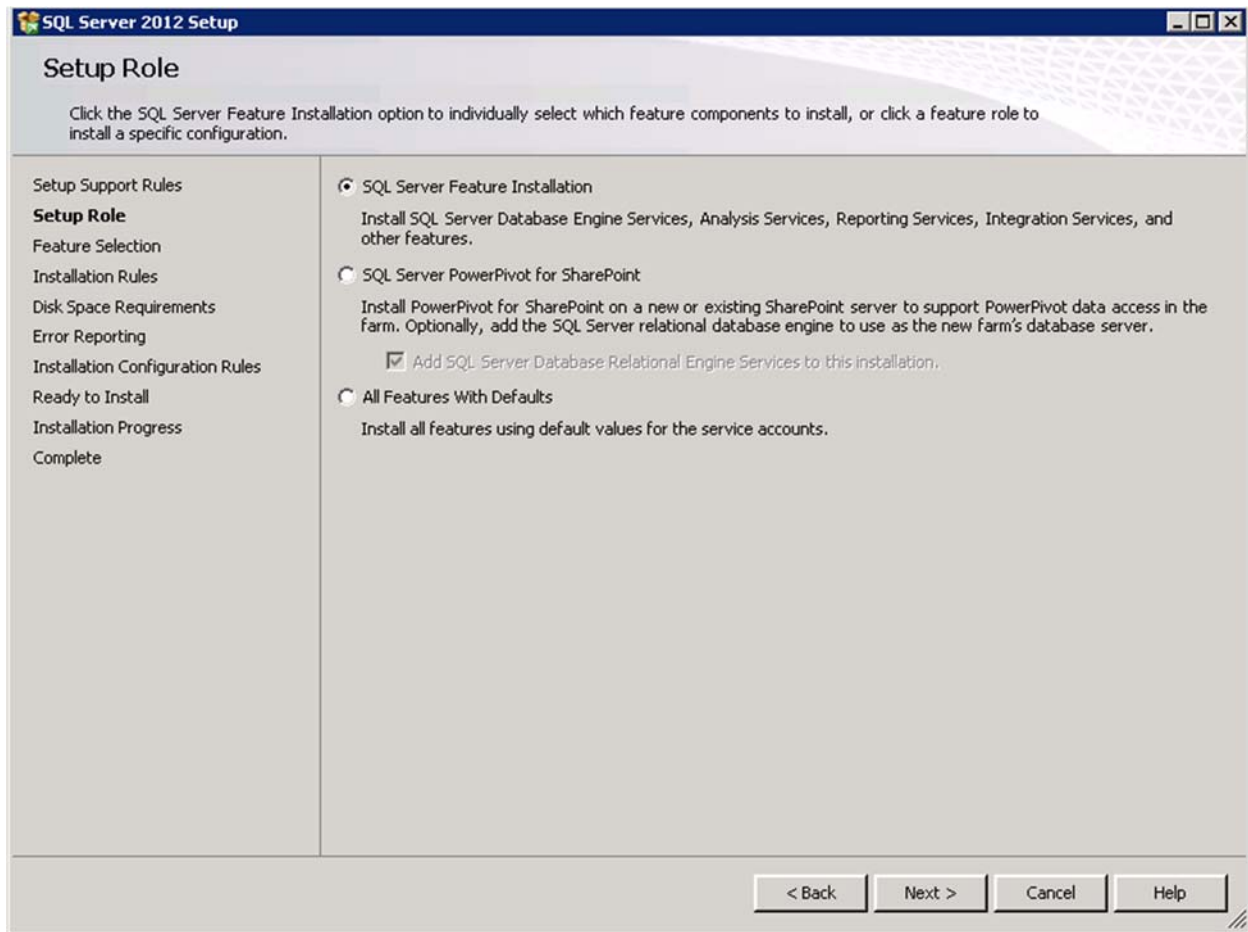 SQL Server 2012 Setup
Setup Role
Click the SQL Server Feature Installation option to individually select which feature components to install, or click a feature role to
install a specific configuration.
Setup Support Rules
Setup Role
Feature Selection
Installation Rules
Disk Space Requirements
Error Reporting
Installation Configuration Rules
Ready to Install
Installation Progress
Complete
SQL Server Feature Installation
Install SQL Server Database Engine Services, Analysis Services, Reporting Services, Integration Services, and
other features.
SQL Server PowerPivot for SharePoint
Install PowerPivot for SharePoint on a new or existing SharePoint server to support PowerPivot data access in the
farm. Optionally, add the SQL Server relational database engine to use as the new farm's database server.
Add SQL Server Database Relational Engine Services to this installation.
All Features With Defaults
Install all features using default values for the service accounts.
< Back
Next >
Cancel
Help